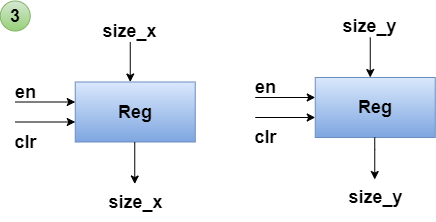 3
size_x
en
Reg
clr
size_x
size_y
en
Reg
clr
size_y